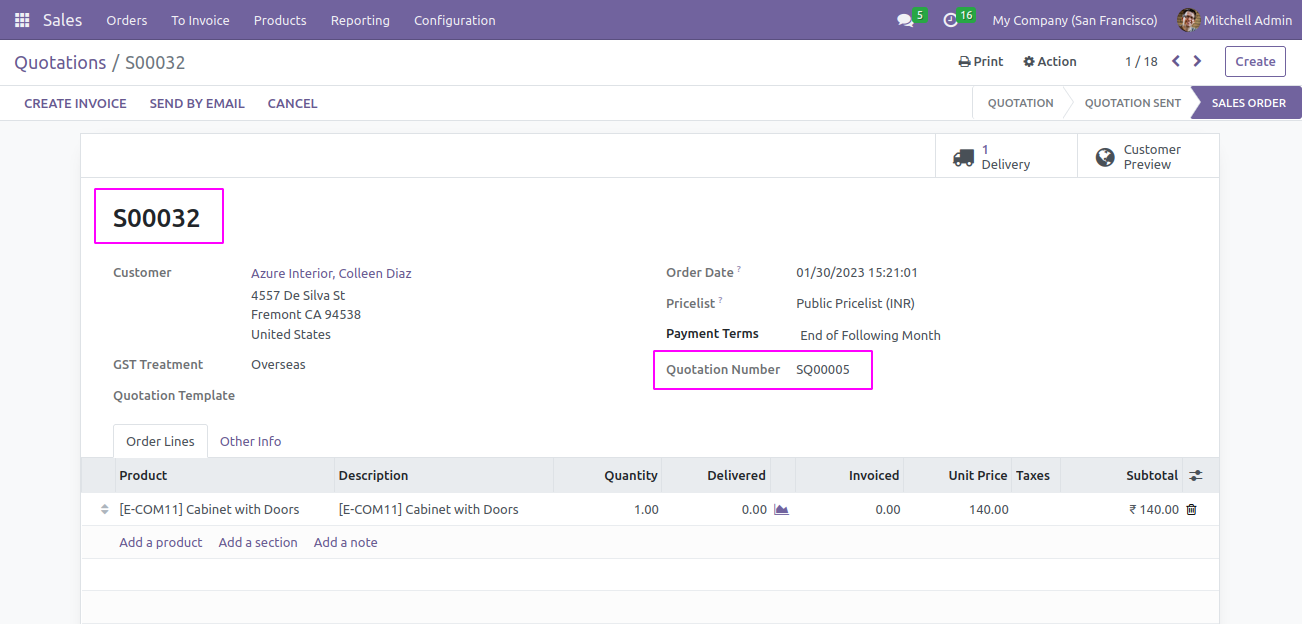 Sales Orders To Invoice Products Reporting Configuration 5 16 My Company (San Francisco) Mitchell Admin
Quotations / S00032 Print Action 1 / 18 Create
CREATE INVOICE SEND BY EMAIL CANCEL QUOTATION QUOTATION SENT SALES ORDER
1
Delivery
Customer
Preview
S00032
Customer Azure Interior, Colleen Diaz
4557 De Silva St
Fremont CA 94538
United States
GST Treatment Overseas
Quotation Template
Order Date ? 01/30/2023 15:21:01
Pricelist ? Public Pricelist (INR)
Payment Terms End of Following Month
Quotation Number SQ00005
Order Lines Other Info
Product Description Quantity Delivered Invoiced Unit Price Taxes Subtotal
[E-COM11] Cabinet with Doors [E-COM11] Cabinet with Doors 1.00 0.00 0.00 140.00 ₹ 140.00
Add a product Add a section Add a note